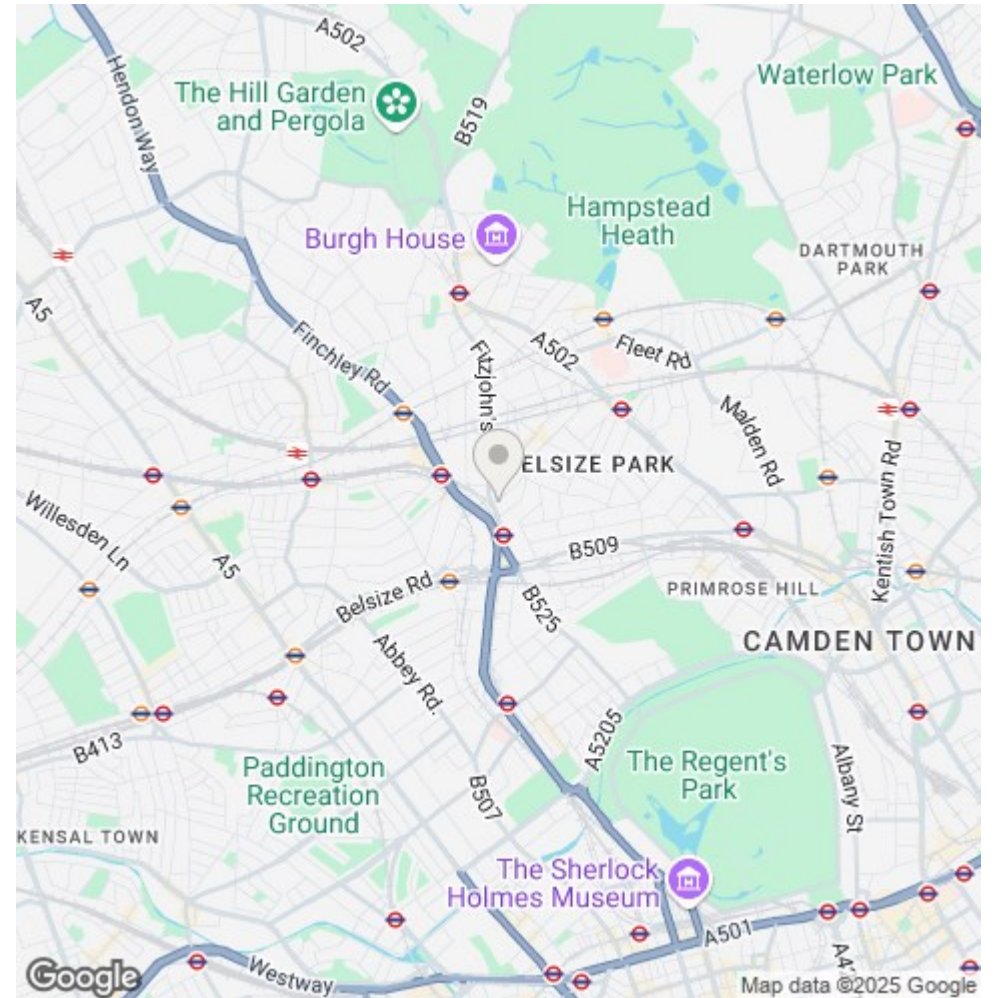 A502
Waterlow Park
Hendon Way
The Hill Garden
and Pergola
B519
Hampstead
Heath
Burgh House
DARTMOUTH
PARK
A5
A502
Fleet Rd
Finchley Rd
Fitzjohn's
Malden Rd
ELSIZE PARK
Kentish Town Rd
Willesden Ln
A5
B509
Belsize Rd
B525
PRIMROSE HILL
Abbey Rd.
CAMDEN TOWN
B413
A5205
The Regent's
Park
Albany St
Paddington
Recreation
Ground
B507
KENSAL TOWN
The Sherlock
Holmes Museum
A501
Westway
Google
Map data ©2025 Google